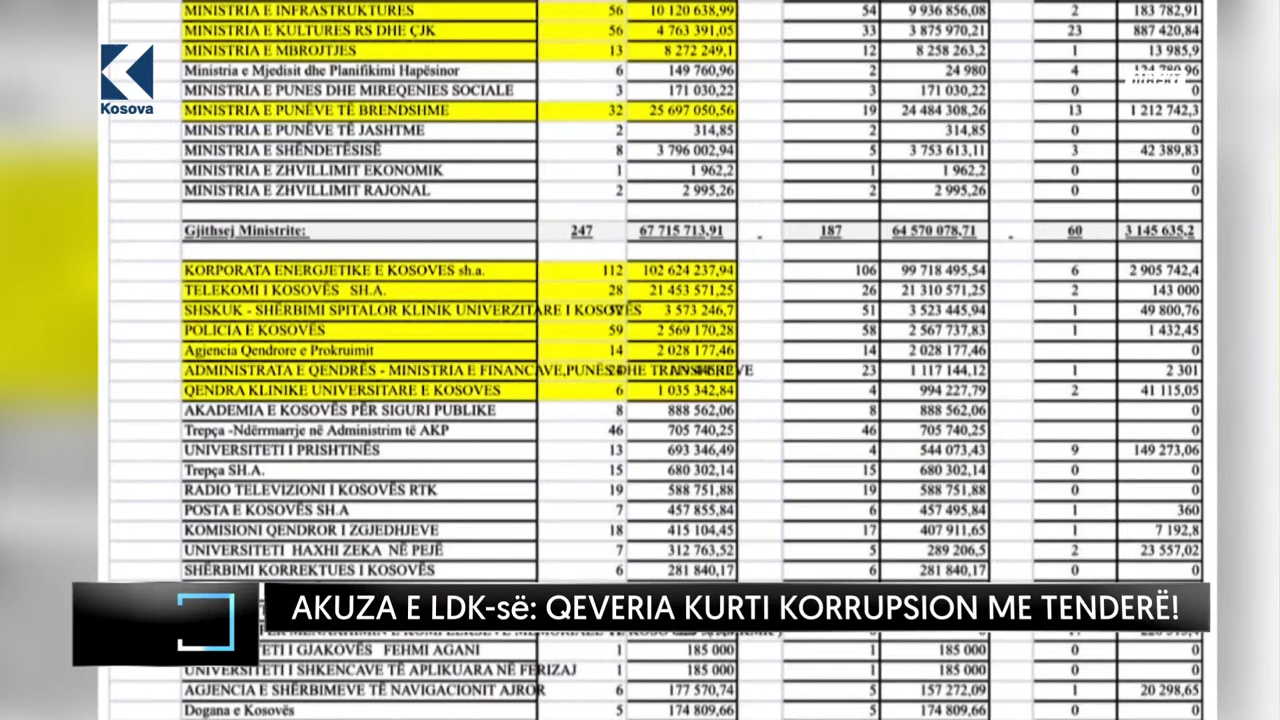 MINISTRIA E INFRASTRUKTURES 56 10 120 638,99 54 9 936 856,08 2 183 782,91
MINISTRIA E KULTURES RS DHE ÇJK 56 4 763 391,05 33 3 875 970,21 23 887 420,84
MINISTRIA E MBROJTJES 13 8 272 249,1 12 8 258 263,2 1 13 985,9
Ministria e Mjedisit dhe Planifikimi Hapësinor 6 149 760,96 2 24 980 4
MINISTRIA E PUNES DHE MIREQENIES SOCIALE 3 171 030,22 3 171 030,22 0 0
MINISTRIA E PUNËVE TË BRENDSHME 32 25 697 050,56 19 24 484 308,26 13 1 212 742,3
MINISTRIA E PUNËVE TË JASHTME 2 314,85 2 314,85 0 0
MINISTRIA E SHËNDETËSISË 8 3 796 002,94 5 3 753 613,11 3 42 389,83
MINISTRIA E ZHVILLIMIT EKONOMIK 1 1 962,2 1 1 962,2 0 0
MINISTRIA E ZHVILLIMIT RAJONAL 2 2 995,26 2 2 995,26 0 0
Gjithsej Ministrite: 247 67 715 713,91 - 187 64 570 078,71 - 60 3 145 635,2
KORPORATA ENERGJETIKE E KOSOVES sh.a. 112 102 624 237,94 106 99 718 495,54 6 2 905 742,4
TELEKOMI I KOSOVËS SH.A. 28 21 453 571,25 26 21 310 571,25 2 143 000
SHSKUK - SHËRBIMI SPITALOR KLINIK UNIVERZITARE I KOSOVËS 3 573 246,7 51 3 523 445,94 1 49 800,76
POLICIA E KOSOVËS 59 2 569 170,28 58 2 567 737,83 1 1 432,45
Agjencia Qendrore e Prokruimit 14 2 028 177,46 14 2 028 177,46 0
ADMINISTRATA E QENDRËS - MINISTRIA E FINANCAVE,PUNËS DHE TRANSFEREVE 23 1 117 144,12 1 2 301
QENDRA KLINIKE UNIVERSITARE E KOSOVES 6 1 035 342,84 4 994 227,79 2 41 115,05
AKADEMIA E KOSOVËS PËR SIGURI PUBLIKE 8 888 562,06 8 888 562,06 0
Trepça -Ndërrmarrje në Administrim të AKP 46 705 740,25 46 705 740,25 0
UNIVERSITETI I PRISHTINËS 13 693 346,49 4 544 073,43 9 149 273,06
Trepça SH.A. 15 680 302,14 15 680 302,14 0 0
RADIO TELEVIZIONI I KOSOVËS RTK 19 588 751,88 19 588 751,88 0 0
POSTA E KOSOVËS SH.A 7 457 855,84 6 457 495,84 1 360
KOMISIONI QENDROR I ZGJEDHJEVE 18 415 104,45 17 407 911,65 1 7 192,8
UNIVERSITETI HAXHI ZEKA NË PEJË 7 312 763,52 5 289 206,5 2 23 557,02
SHËRBIMI KORREKTUES I KOSOVËS 6 281 840,17 6 281 840,17 0 0
AKUZA E LDK-së: QEVERIA KURTI KORRUPSION ME TENDERË!
TETI I GJAKOVËS FEHMI AGANI 1 185 000 1 185 000 0 0
UNIVERSITETI I SHKENCAVE TË APLIKUARA NË FERIZAJ 1 185 000 1 185 000 0 0
AGJENCIA E SHËRBIMEVE TË NAVIGACIONIT AJROR 6 177 570,74 5 157 272,09 1 20 298,65
Dogana e Kosovës 5 174 809,66 5 174 809,66 0 0
Kosova